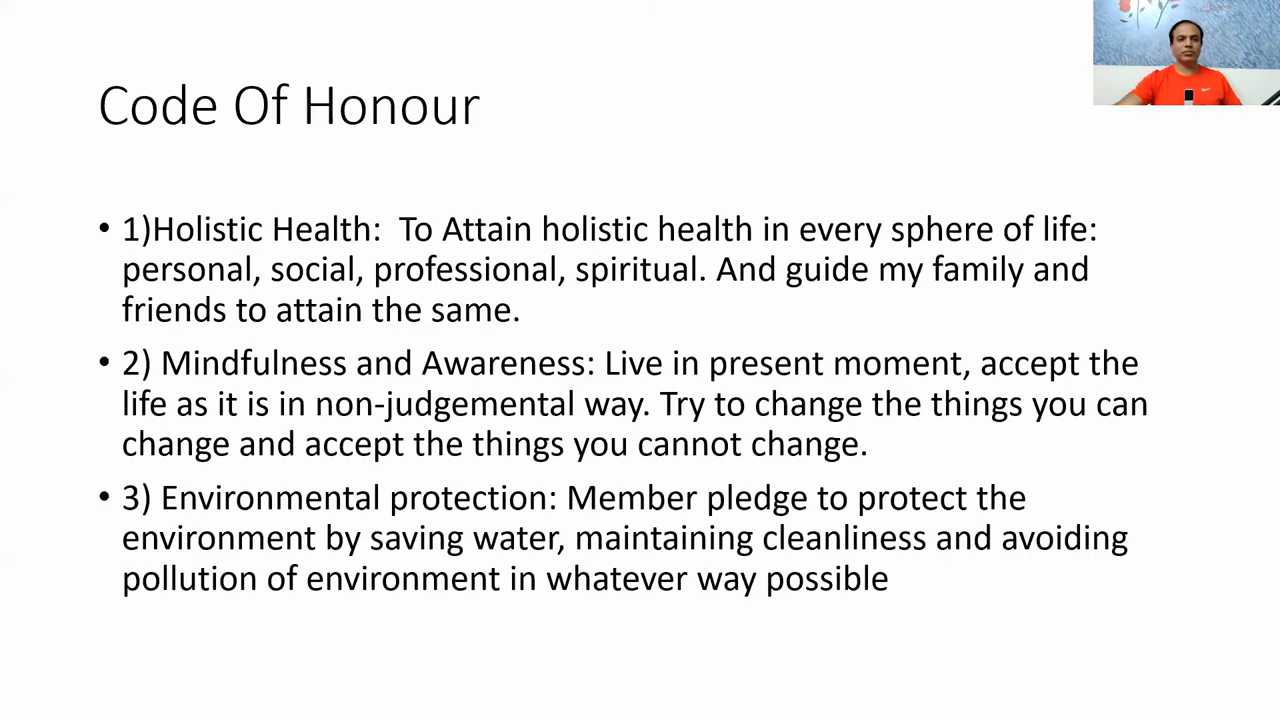 Code Of Honour
• 1)Holistic Health:  To Attain holistic health in every sphere of life:
personal, social, professional, spiritual. And guide my family and
friends to attain the same.
• 2) Mindfulness and Awareness: Live in present moment, accept the
life as it is in non-judgemental way. Try to change the things you can
change and accept the things you cannot change.
• 3) Environmental protection: Member pledge to protect the
environment by saving water, maintaining cleanliness and avoiding
pollution of environment in whatever way possible